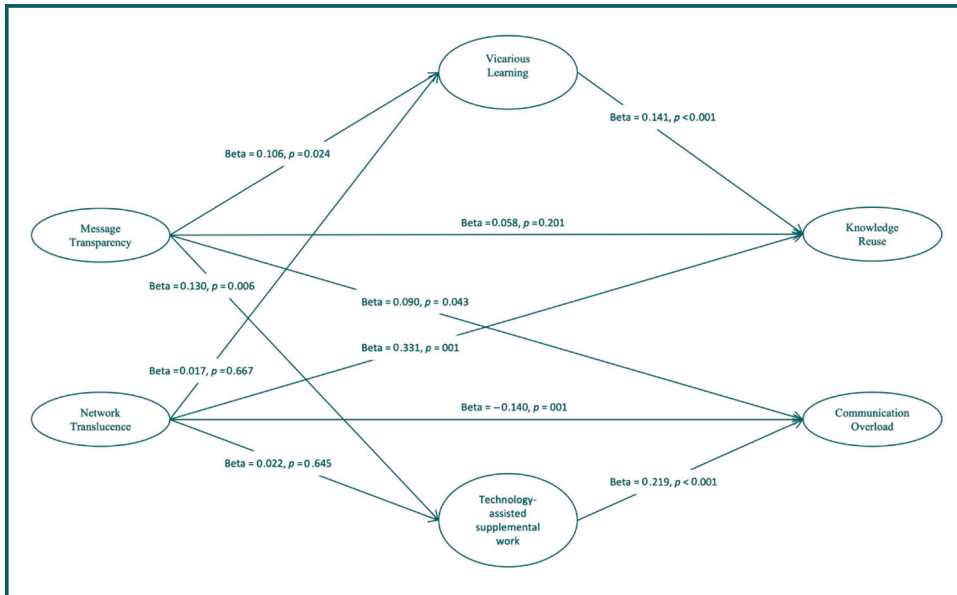 Vicarious
Learning
Beta = 0.141, p < 0.001
Beta = 0.106, p = 0.024
Message
Transparency
Beta = 0.058, p = 0.201
Knowledge
Reuse
Beta = 0.130, p = 0.006
Beta = 0.090, p = 0.043
Beta = 0.331, p = 001
Beta = 0.017, p = 0.667
Network
Translucence
Beta = −0.140, p = 001
Communication
Overload
Beta = 0.022, p = 0.645
Beta = 0.219, p < 0.001
Technology-
assisted
supplemental
work